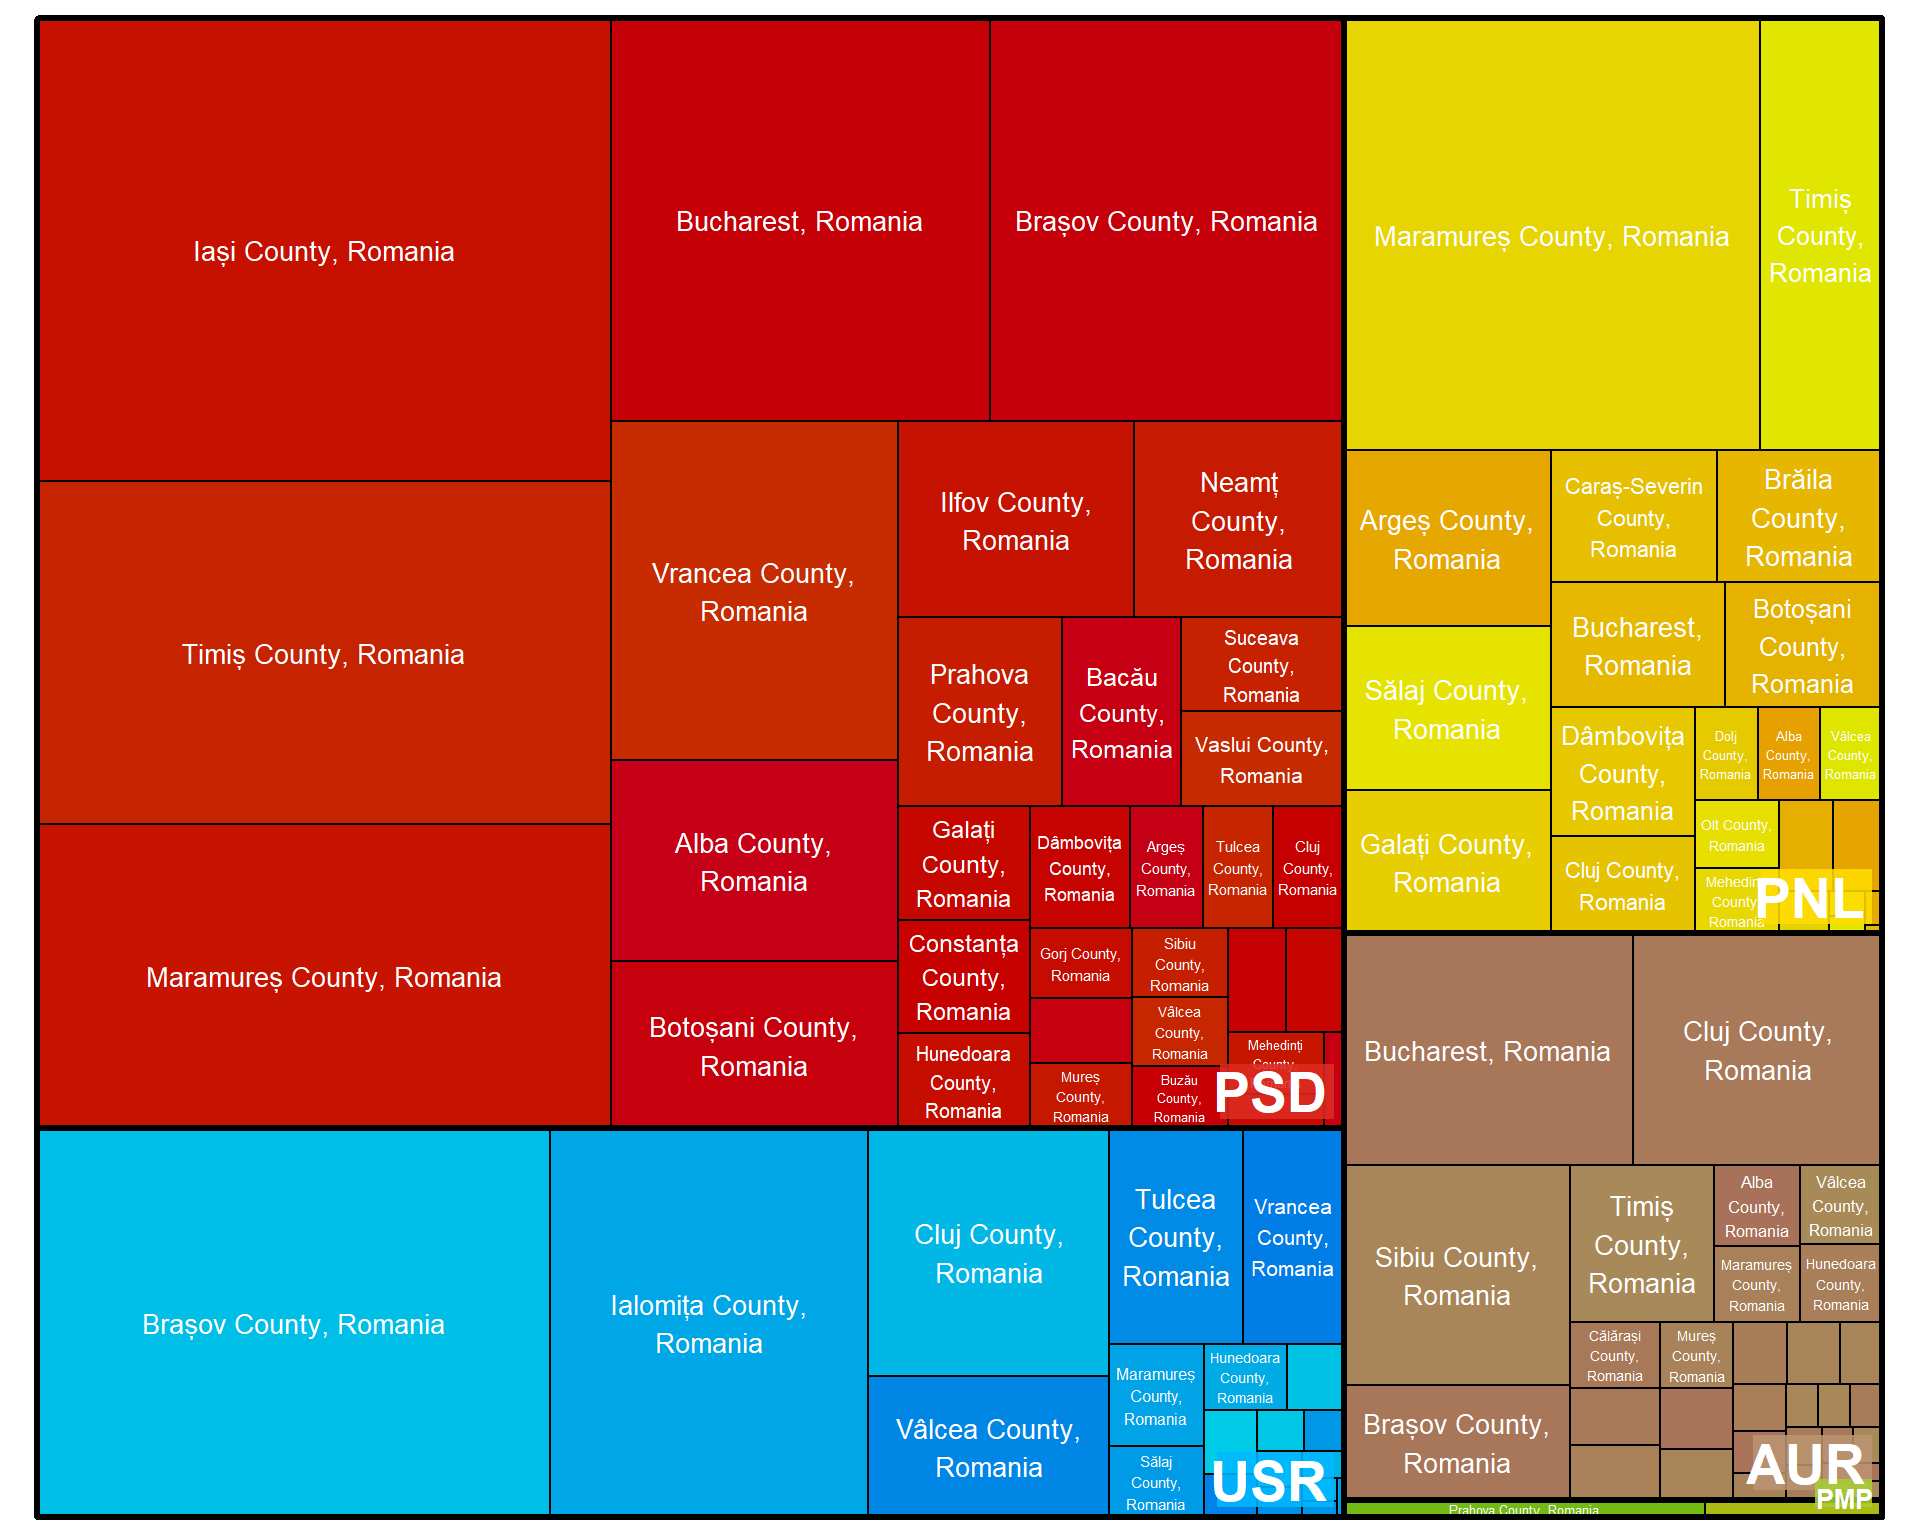 Iași County, Romania
Bucharest, Romania
Brașov County, Romania
Timiș County, Romania
Maramureș County, Romania
Vrancea County,
Romania
Alba County,
Romania
Botoșani County,
Romania
Ilfov County,
Romania
Neamț
County,
Romania
Prahova
County,
Romania
Bacău
County,
Romania
Suceava
County,
Romania
Vaslui County,
Romania
Galați
County,
Romania
Constanța
County,
Romania
Hunedoara
County,
Romania
Dâmbovița
County,
Romania
Argeș
County,
Romania
Tulcea
County,
Romania
Cluj
County,
Romania
Gorj County,
Romania
Mureș
County,
Romania
Sibiu
County,
Romania
Vâlcea
County,
Romania
Buzău
County,
Romania
Mehedinți
County,
PSD
Maramureș County, Romania
Timiș
County,
Romania
Argeș County,
Romania
Sălaj County,
Romania
Galați County,
Romania
Caraș-Severin
County,
Romania
Brăila
County,
Romania
Bucharest,
Romania
Botoșani
County,
Romania
Dâmbovița
County,
Romania
Cluj County,
Romania
Dolj
County,
Romania
Alba
County,
Romania
Vâlcea
County,
Romania
Olt County,
Romania
County
Romania
PNL
Brașov County, Romania
Ialomița County,
Romania
Cluj County,
Romania
Vâlcea County,
Romania
Tulcea
County,
Romania
Vrancea
County,
Romania
Maramureș
County,
Romania
Sălaj
County,
Romania
Hunedoara
County,
Romania
USR
Bucharest, Romania
Cluj County,
Romania
Sibiu County,
Romania
Brașov County,
Romania
Timiș
County,
Romania
Alba
County,
Romania
Vâlcea
County,
Romania
Maramureș
County,
Romania
Hunedoara
County,
Romania
Călărași
County,
Romania
Mureș
County,
Romania
AUR
Prahova County, Romania
PMP